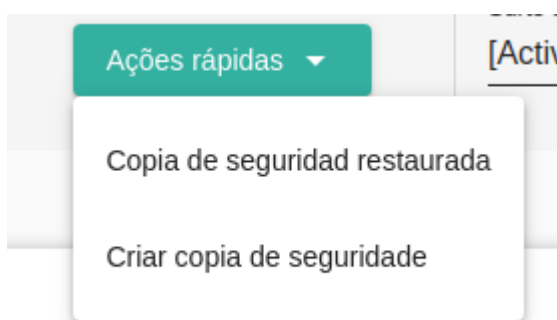 Ações rápidas
[Activ
Copia de seguridad restaurada
Criar copia de seguridade